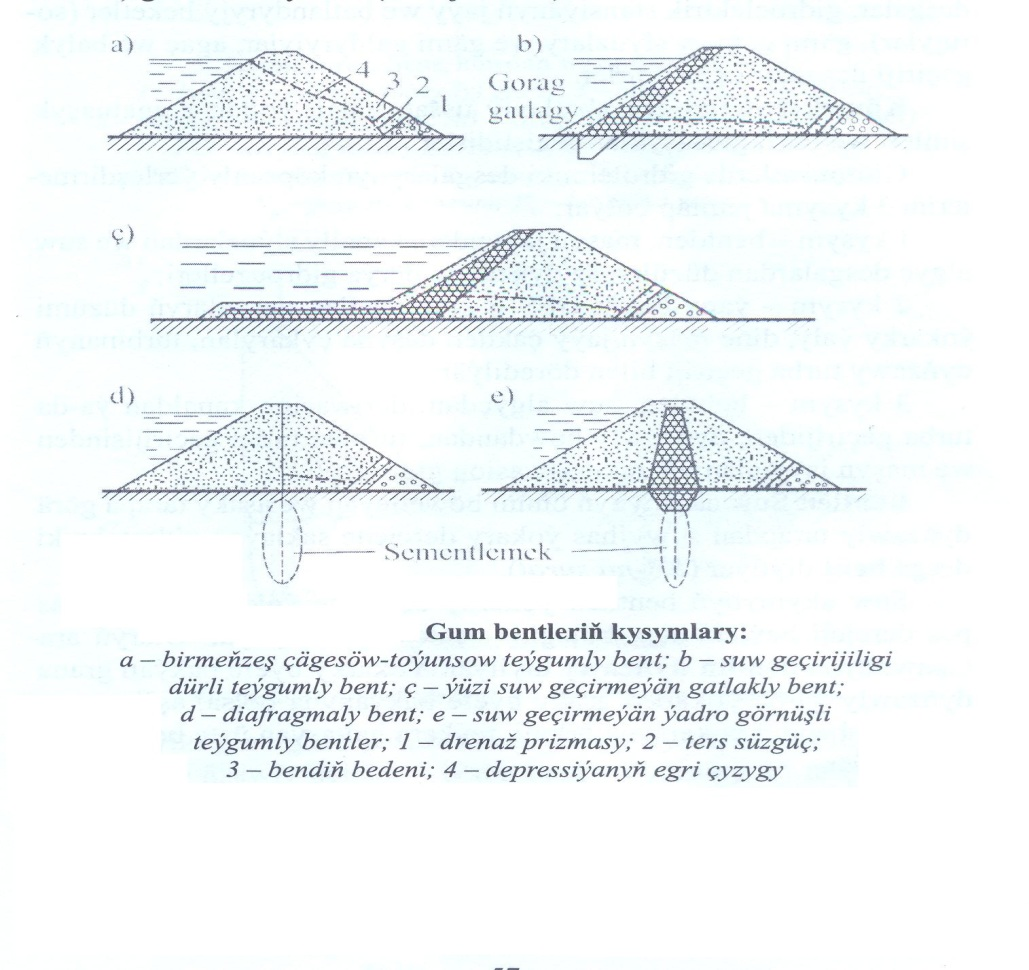 a)
b)
4
3
2
1
Gorag
gatlagy
ç)
d)
e)
Sementlemek
Gum bentleriň kysymlary:
a – birmeňzeş çägesöw-toýunsow teýgumly bent; b – suw geçirijiligi
dürli teýgumly bent; ç – ýüzi suw geçirmeýän gatlakly bent;
d – diafragmaly bent; e – suw geçirmeýän ýadro görnüşli
teýgumly bentler; 1 – drenaž prizmasy; 2 – ters süzgüç;
3 – bendiň bedeni; 4 – depressiýanyň egri çyzygy